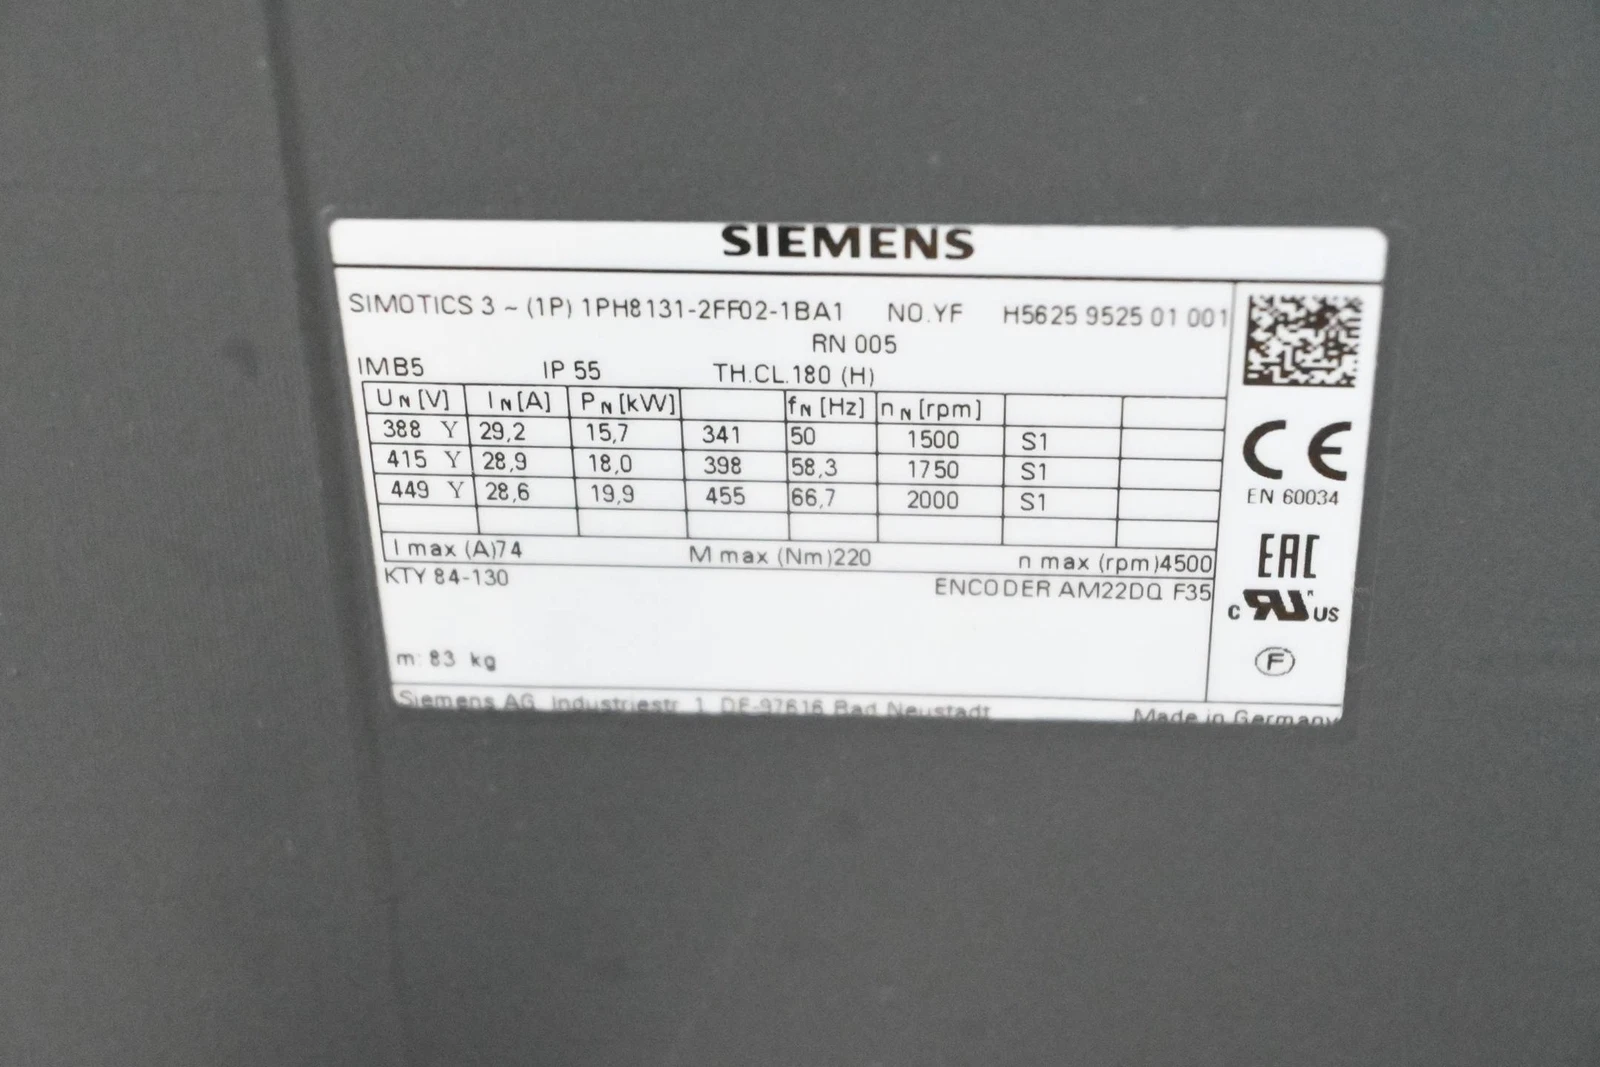 SIEMENS
SIMOTICS 3 ~ (1P) 1PH8131-2FF02-1BA1 NO.YF H5625 9525 01 001
RN 005
IMB5 IP 55 TH.CL.180 (H)
UN [V] IN [A] PN [kW] fN [Hz] nN [rpm]
388 Y 29,2 15,7 341 50 1500 S1
415 Y 28,9 18,0 398 58,3 1750 S1
449 Y 28,6 19,9 455 66,7 2000 S1
I max (A)74 M max (Nm)220 n max (rpm)4500
KTY 84-130 ENCODER AM22DQ F35
m: 83 kg
Siemens AG Industriestr. 1 DE-97616 Bad Neustadt Made in Germany
CE
EN 60034
EAC
c RU US
F